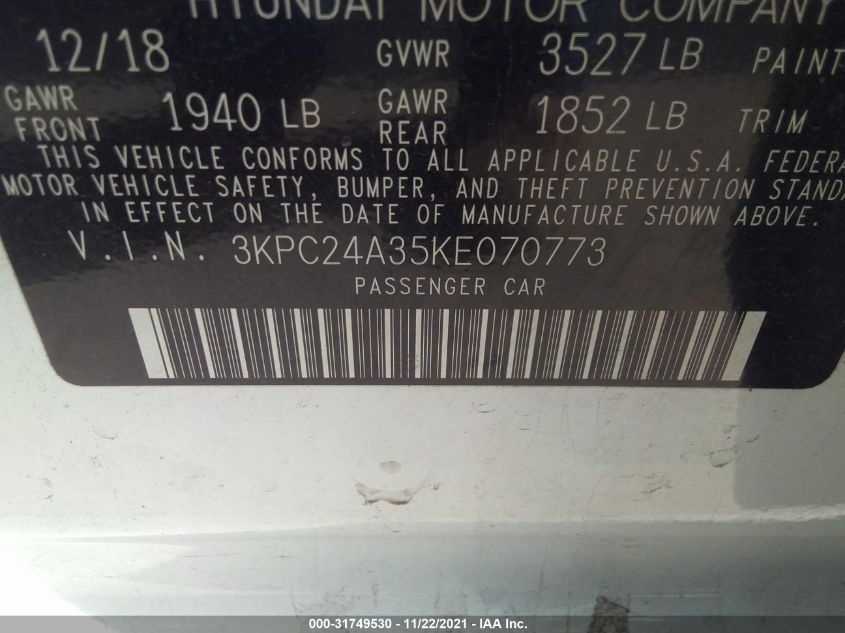 HYUNDAI MOTOR COMPANY
12/18 GVWR 3527 LB PAINT
GAWR FRONT 1940 LB GAWR REAR 1852 LB TRIM
THIS VEHICLE CONFORMS TO ALL APPLICABLE U.S.A. FEDERA
MOTOR VEHICLE SAFETY, BUMPER, AND THEFT PREVENTION STAND
IN EFFECT ON THE DATE OF MANUFACTURE SHOWN ABOVE.
V.I.N. 3KPC24A35KE070773
PASSENGER CAR
000-31749530 - 11/22/2021 - IAA Inc.